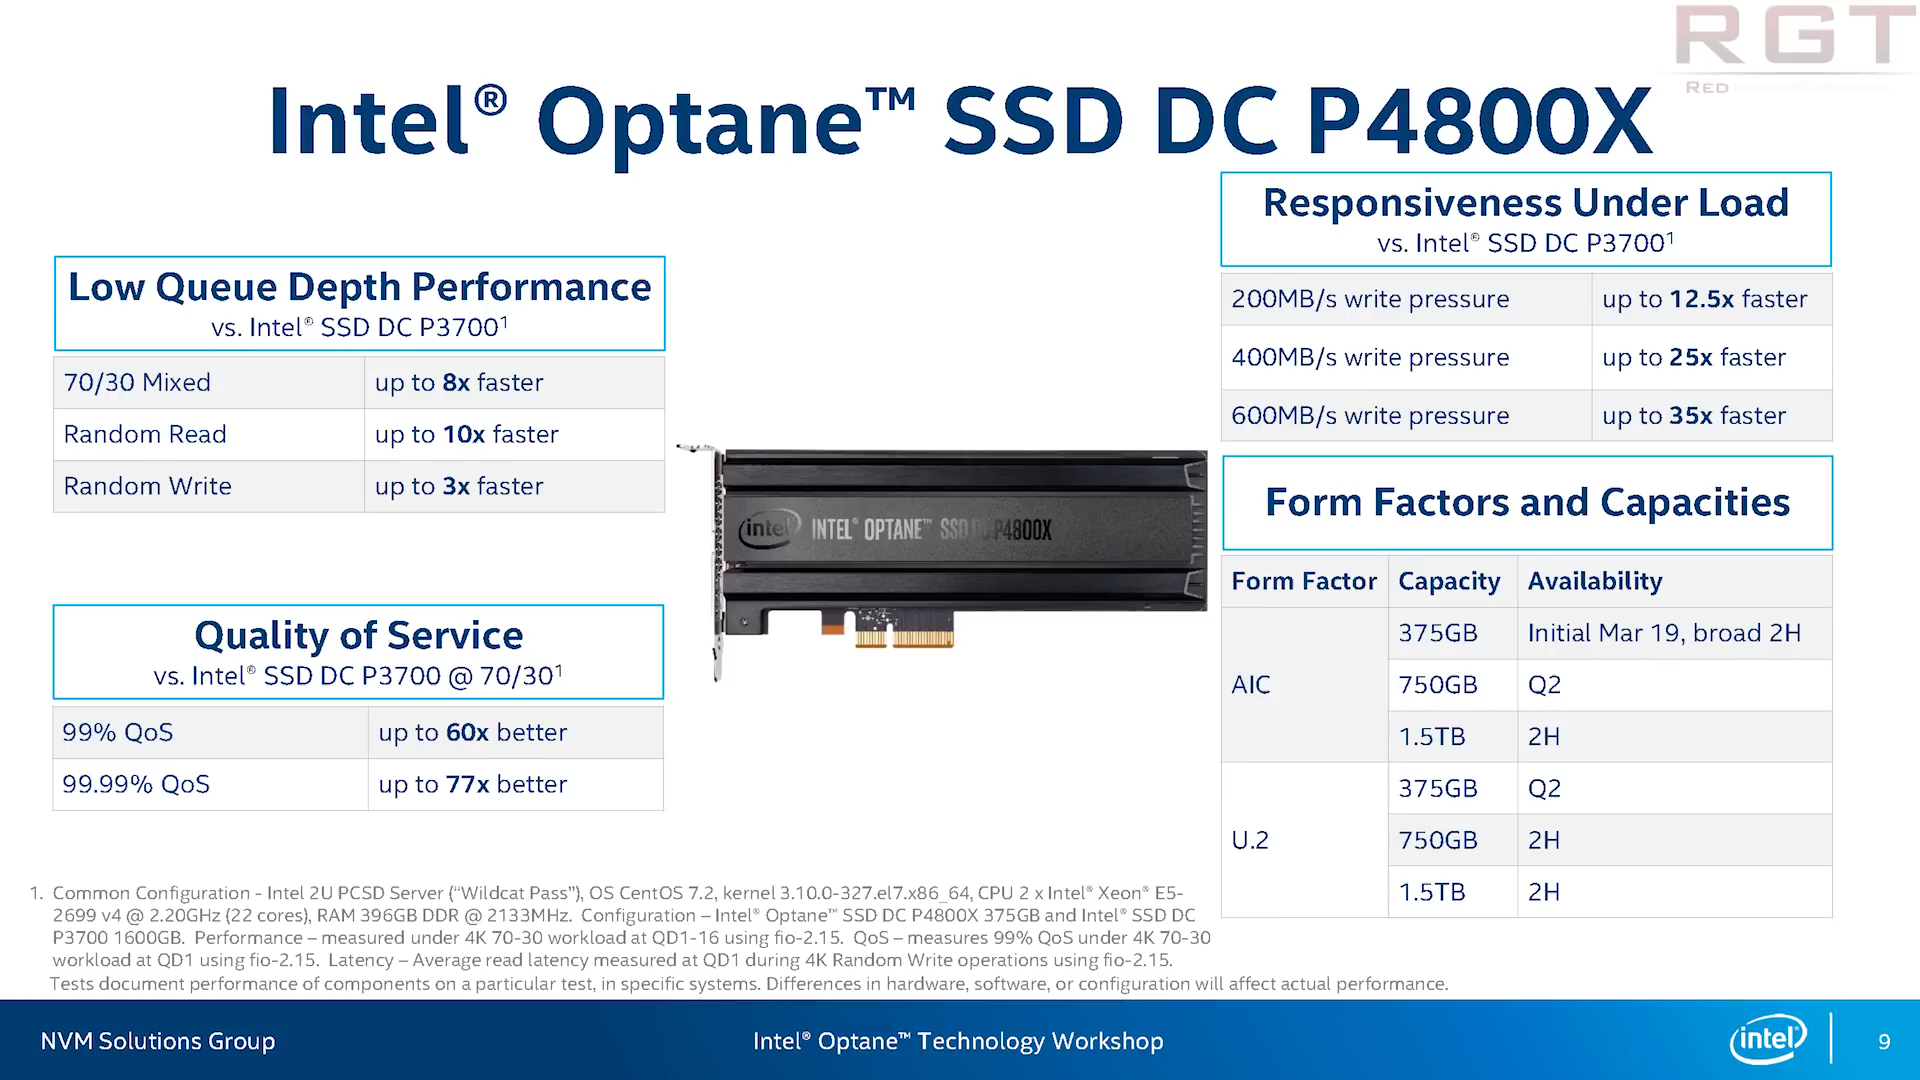 RGT
RED
Intel® Optane™ SSD DC P4800X
Low Queue Depth Performance
vs. Intel® SSD DC P3700¹
70/30 Mixed up to 8x faster
Random Read up to 10x faster
Random Write up to 3x faster
Quality of Service
vs. Intel® SSD DC P3700 @ 70/30¹
99% QoS up to 60x better
99.99% QoS up to 77x better
intel INTEL® OPTANE™ SSD DC P4800X
Responsiveness Under Load
vs. Intel® SSD DC P3700¹
200MB/s write pressure up to 12.5x faster
400MB/s write pressure up to 25x faster
600MB/s write pressure up to 35x faster
Form Factors and Capacities
Form Factor Capacity Availability
AIC
375GB Initial Mar 19, broad 2H
750GB Q2
1.5TB 2H
U.2
375GB Q2
750GB 2H
1.5TB 2H
1. Common Configuration - Intel 2U PCSD Server (“Wildcat Pass”), OS CentOS 7.2, kernel 3.10.0-327.el7.x86_64, CPU 2 x Intel® Xeon® E5-
2699 v4 @ 2.20GHz (22 cores), RAM 396GB DDR @ 2133MHz. Configuration – Intel® Optane™ SSD DC P4800X 375GB and Intel® SSD DC
P3700 1600GB. Performance – measured under 4K 70-30 workload at QD1-16 using fio-2.15. QoS – measures 99% QoS under 4K 70-30
workload at QD1 using fio-2.15. Latency – Average read latency measured at QD1 during 4K Random Write operations using fio-2.15.
Tests document performance of components on a particular test, in specific systems. Differences in hardware, software, or configuration will affect actual performance.
NVM Solutions Group
Intel® Optane™ Technology Workshop
intel
9